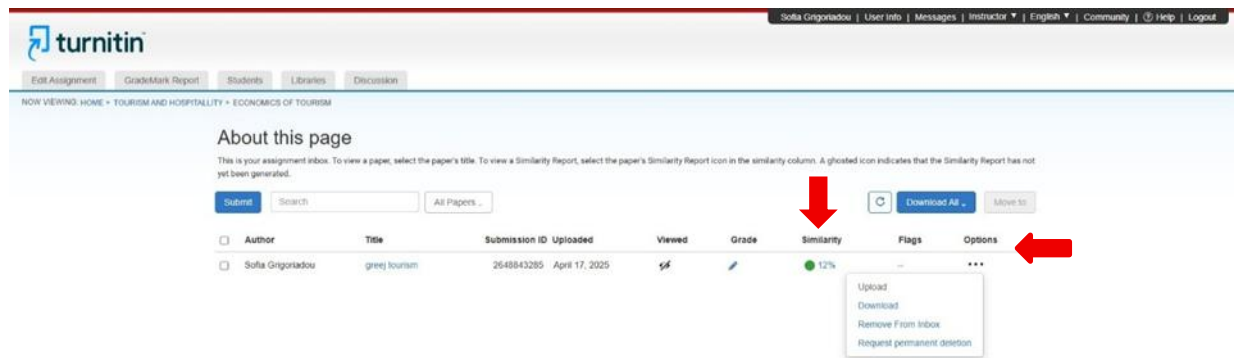 Sofia Grigoriadou | User Info | Messages | Instructor ▼ | English ▼ | Community | ? Help | Logout
turnitin
Edit Assignment GradeMark Report Students Libraries Discussion
NOW VIEWING: HOME > TOURISM AND HOSPITALLITY > ECONOMICS OF TOURISM
About this page
This is your assignment inbox. To view a paper, select the paper's title. To view a Similarity Report, select the paper's Similarity Report icon in the similarity column. A ghosted icon indicates that the Similarity Report has not
yet been generated.
Submit Search All Papers Download All Move to
Author Title Submission ID Uploaded Viewed Grade Similarity Flags Options
Sofia Grigoriadou greej tourism 2648843285 April 17, 2025 12% -- •••
Upload
Download
Remove From Inbox
Request permanent deletion